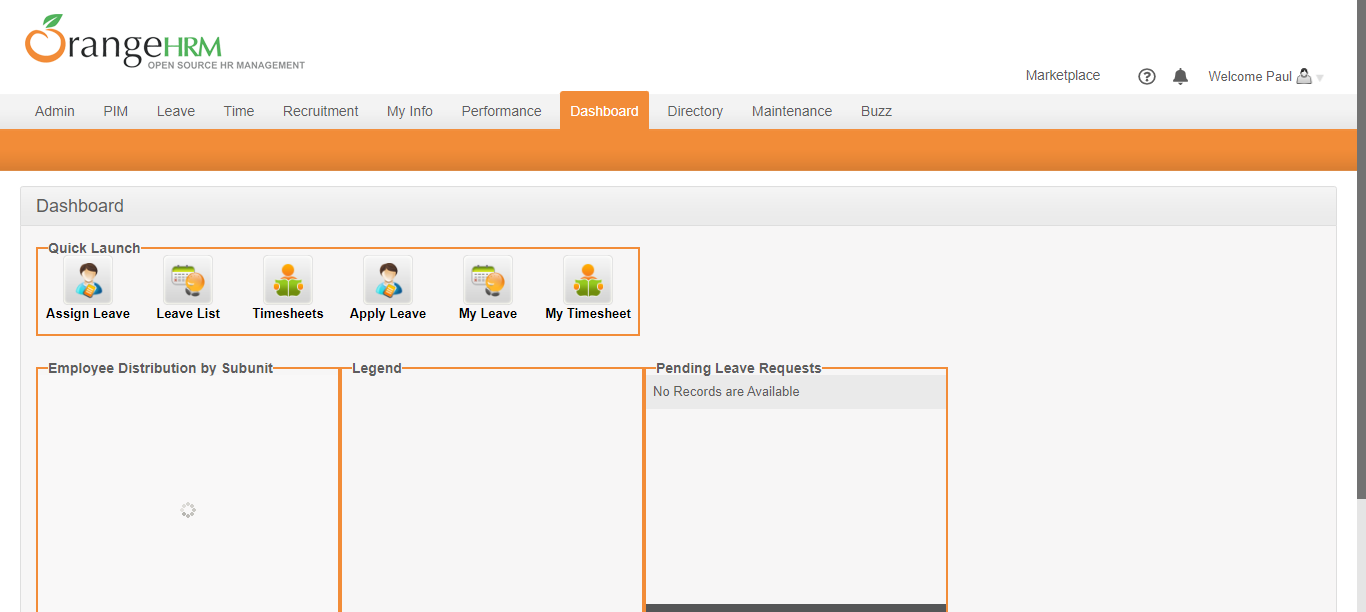 OrangeHRM
OPEN SOURCE HR MANAGEMENT
Marketplace
Welcome Paul
Admin PIM Leave Time Recruitment My Info Performance Dashboard Directory Maintenance Buzz
Dashboard
Quick Launch
Assign Leave Leave List Timesheets Apply Leave My Leave My Timesheet
Employee Distribution by Subunit Legend Pending Leave Requests
No Records are Available